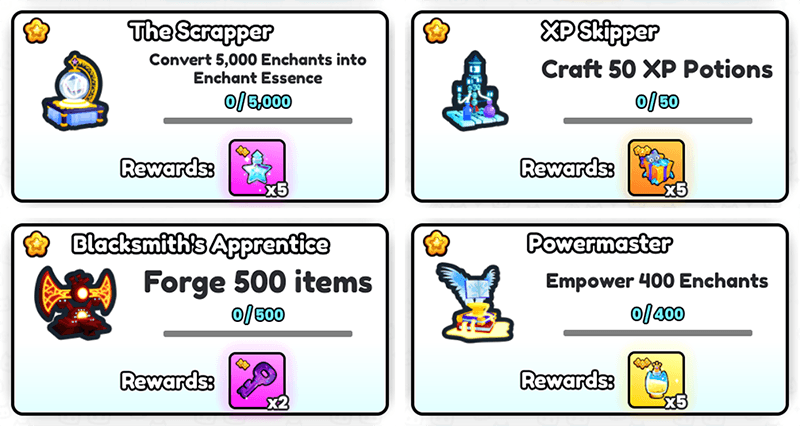 The Scrapper
Convert 5,000 Enchants into
Enchant Essence
0/5,000
Rewards:
x5
XP Skipper
Craft 50 XP Potions
0/50
Rewards:
x5
Blacksmith's Apprentice
Forge 500 items
0/500
Rewards:
x2
Powermaster
Empower 400 Enchants
0/400
Rewards:
x5